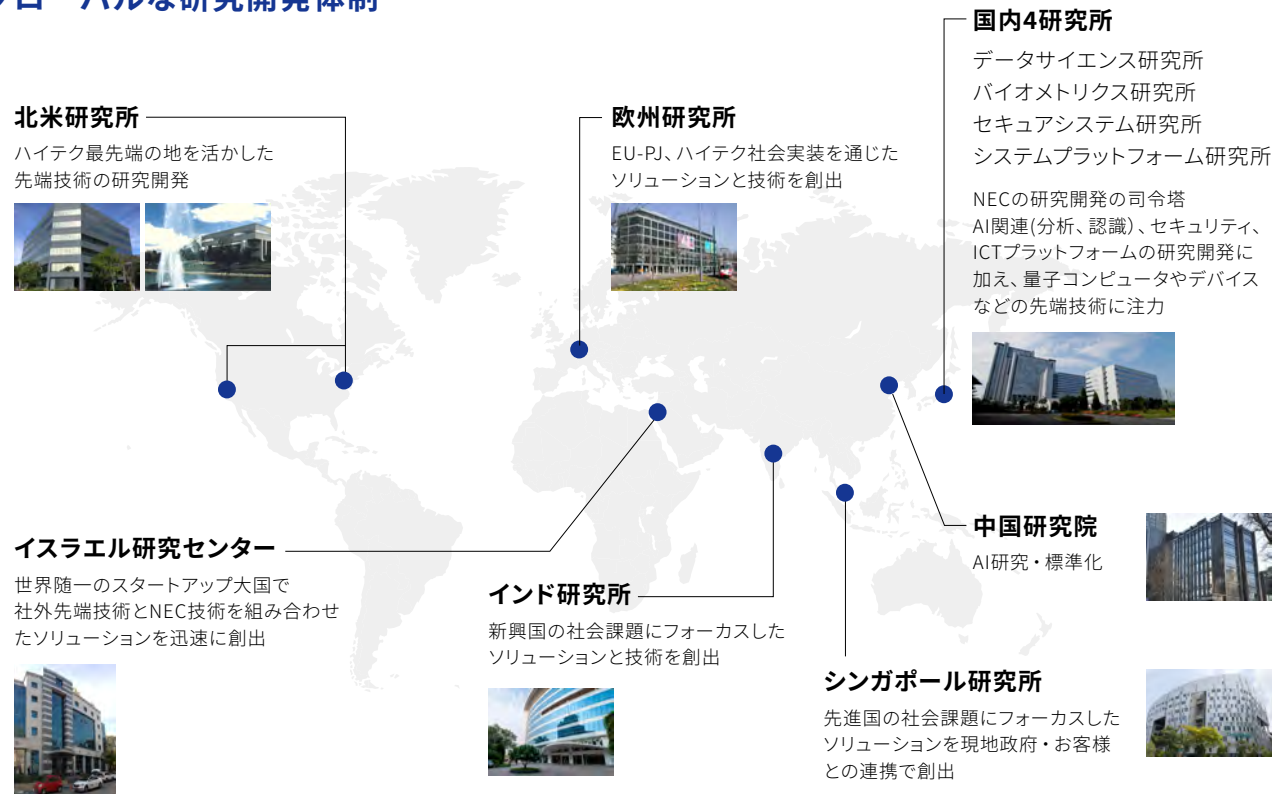 グローバルな研究開発体制
北米研究所
ハイテク最先端の地を活かした
先端技術の研究開発
欧州研究所
EU-PJ、ハイテク社会実装を通じた
ソリューションと技術を創出
国内4研究所
データサイエンス研究所
バイオメトリクス研究所
セキュアシステム研究所
システムプラットフォーム研究所
NECの研究開発の司令塔
AI関連(分析、認識)、セキュリティ、
ICTプラットフォームの研究開発に
加え、量子コンピュータやデバイス
などの先端技術に注力
イスラエル研究センター
世界随一のスタートアップ大国で
社外先端技術とNEC技術を組み合わせ
たソリューションを迅速に創出
インド研究所
新興国の社会課題にフォーカスした
ソリューションと技術を創出
中国研究院
AI研究・標準化
シンガポール研究所
先進国の社会課題にフォーカスした
ソリューションを現地政府・お客様
との連携で創出